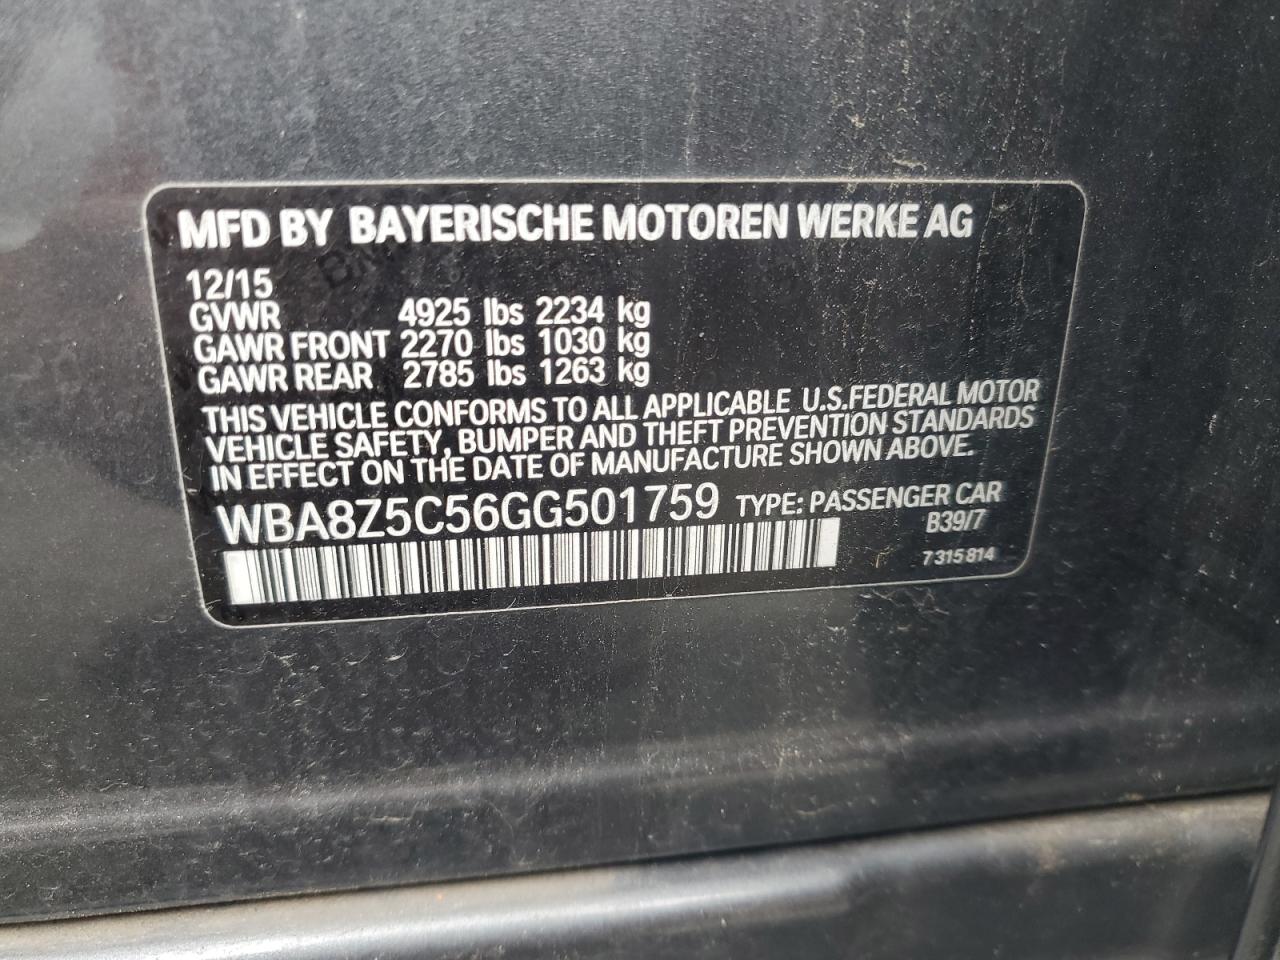 MFD BY BAYERISCHE MOTOREN WERKE AG
12/15
GVWR 4925 lbs 2234 kg
GAWR FRONT 2270 lbs 1030 kg
GAWR REAR 2785 lbs 1263 kg
THIS VEHICLE CONFORMS TO ALL APPLICABLE U.S.FEDERAL MOTOR
VEHICLE SAFETY, BUMPER AND THEFT PREVENTION STANDARDS
IN EFFECT ON THE DATE OF MANUFACTURE SHOWN ABOVE.
WBA8Z5C56GG501759 TYPE: PASSENGER CAR
B39/7
7 315 814